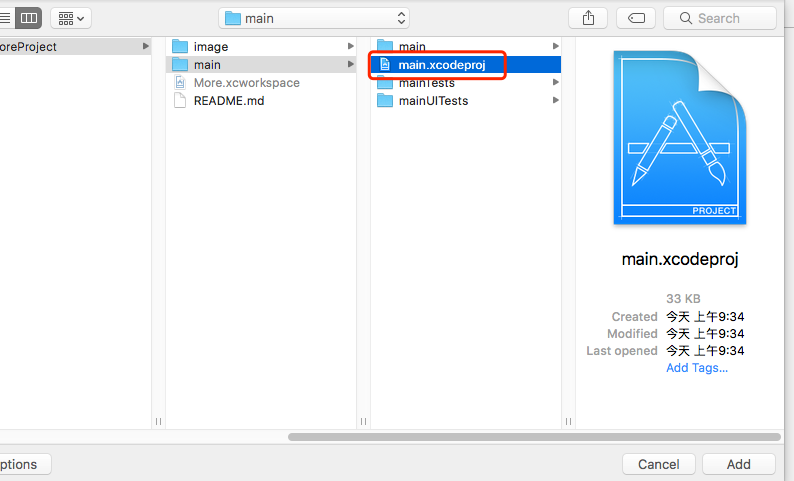 main
Search
oreProject
image
main
More.xcworkspace
README.md
main
main.xcodeproj
mainTests
mainUITests
PROJECT
main.xcodeproj
33 KB
Created 今天 上午9:34
Modified 今天 上午9:34
Last opened 今天 上午9:34
Add Tags...
ptions
Cancel
Add